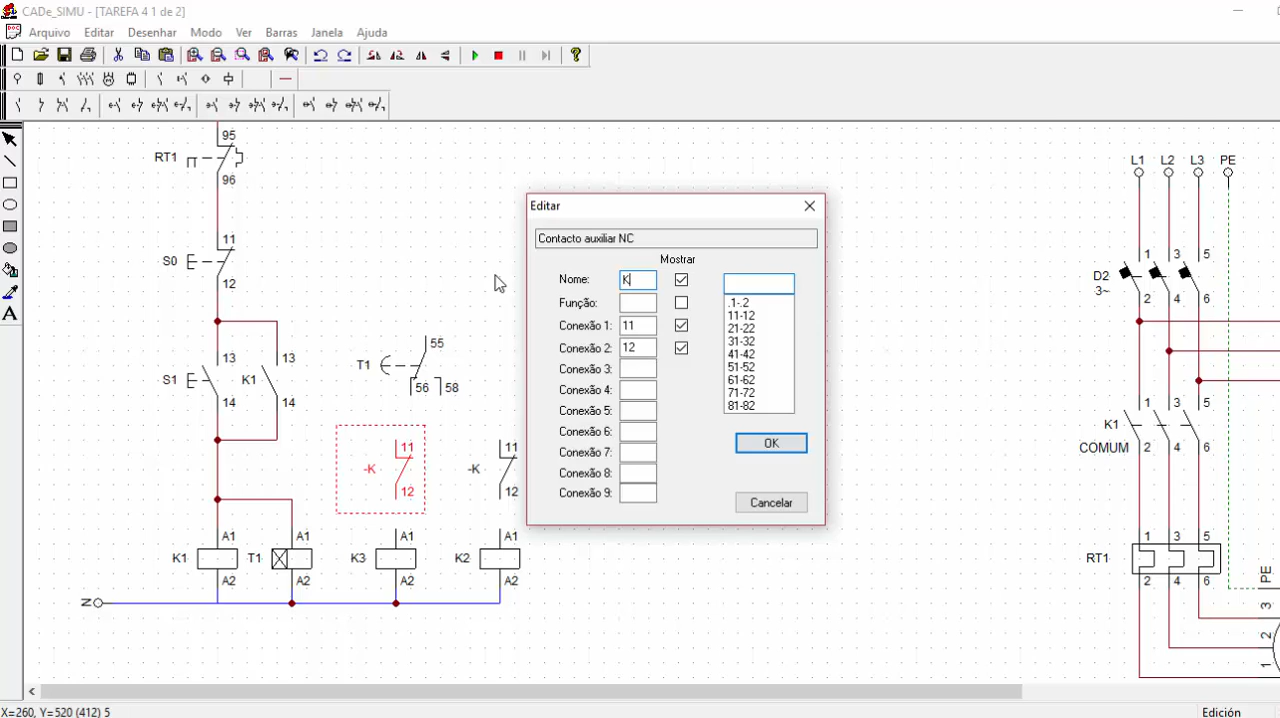 CADe_SIMU - [TAREFA 4 1 de 2]
Arquivo Editar Desenhar Modo Ver Barras Janela Ajuda
95
RT1
96
11
S0
12
13 13
S1 K1
14 14
55
T1
56 58
11
-K
12
11
-K
12
A1 A1 A1 A1
K1 T1 K3 K2
A2 A2 A2 A2
N
Editar
Contacto auxiliar NC
Mostrar
Nome: K
Função:
Conexão 1: 11
Conexão 2: 12
Conexão 3:
Conexão 4:
Conexão 5:
Conexão 6:
Conexão 7:
Conexão 8:
Conexão 9:
.1-.2
11-12
21-22
31-32
41-42
51-52
61-62
71-72
81-82
OK
Cancelar
L1 L2 L3 PE
1 3 5
D2
3~
2 4 6
1 3 5
K1
COMUM
2 4 6
1 3 5
RT1
2 4 6
PE
3
2
1
X=260, Y=520 (412) 5
Edición